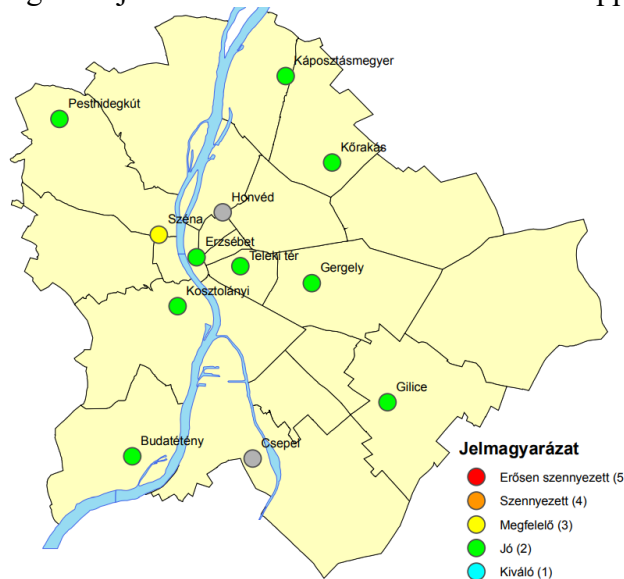 Káposztásmegyer
Pesthidegkút
Kőrakás
Honvéd
Széna
Erzsébet
Teleki tér
Gergely
Kosztolányi
Gilice
Budatétény
Csepel
Jelmagyarázat
Erősen szennyezett (5
Szennyezett (4)
Megfelelő (3)
Jó (2)
Kiváló (1)